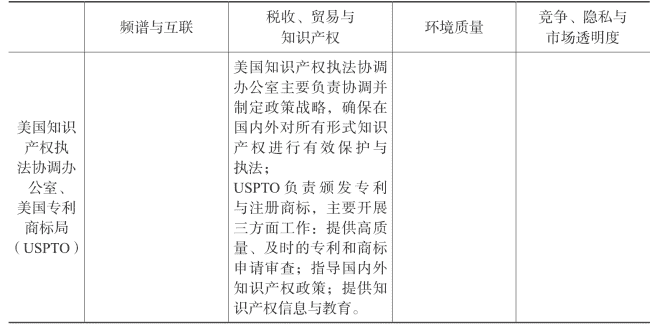 频谱与互联
税收、贸易与
知识产权
环境质量
竞争、隐私与
市场透明度
美国知识
产权执
法协调办
公室、
美国专利
商标局
（USPTO）
美国知识产权执法协调
办公室主要负责协调并
制定政策战略，确保在
国内外对所有形式知识
产权进行有效保护与
执法；
USPTO 负责颁发专利
与注册商标，主要开展
三方面工作：提供高质
量、及时的专利和商标
申请审查；指导国内外
知识产权政策；提供知
识产权信息与教育。